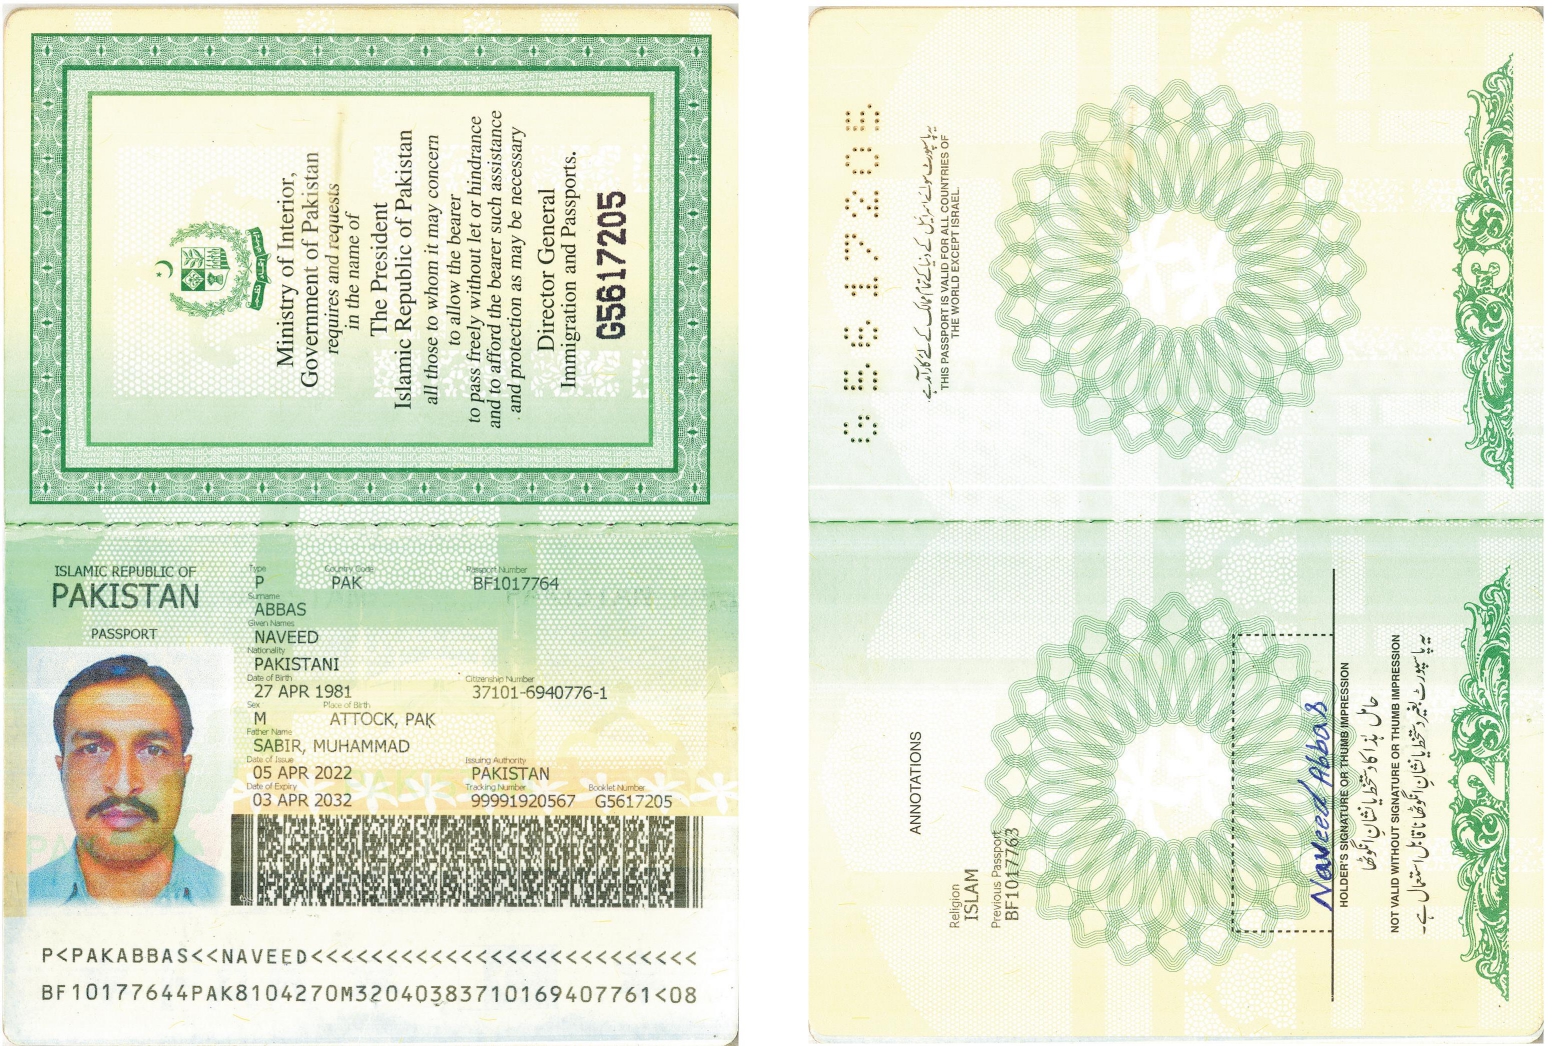 Ministry of Interior,
Government of Pakistan
requires and requests
in the name of
The President
Islamic Republic of Pakistan
all those to whom it may concern
to allow the bearer
to pass freely without let or hindrance
and to afford the bearer such assistance
and protection as may be necessary
Director General
Immigration and Passports.
G5617205
ISLAMIC REPUBLIC OF
PAKISTAN
PASSPORT
Type Country Code Passport Number
P PAK BF1017764
Surname
ABBAS
Given Names
NAVEED
Nationality
PAKISTANI
Date of Birth Citizenship Number
27 APR 1981 37101-6940776-1
Sex Place of Birth
M ATTOCK, PAK
Father Name
SABIR, MUHAMMAD
Date of Issue Issuing Authority
05 APR 2022 PAKISTAN
Date of Expiry Tracking Number Booklet Number
03 APR 2032 99991920567 G5617205
P<PAKABBAS<<NAVEED<<<<<<<<<<<<<<<<<<<<<<<<<<
BF10177644PAK8104270M32040383710169407761<08
G5617205
یہ پاسپورٹ سوائے اسرائیل کے دنیا کے تمام ممالک کے لئے کارآمد ہے۔
THIS PASSPORT IS VALID FOR ALL COUNTRIES OF
THE WORLD EXCEPT ISRAEL.
3
ANNOTATIONS
Religion
ISLAM
Previous Passport
BF1017763
Naveed Abbas
HOLDER'S SIGNATURE OR THUMB IMPRESSION
حامل ہذا کا دستخط یا نشان انگوٹھا
NOT VALID WITHOUT SIGNATURE OR THUMB IMPRESSION
یہ پاسپورٹ بغیر دستخط یا نشان انگوٹھا ناقابل استعمال ہے۔
2